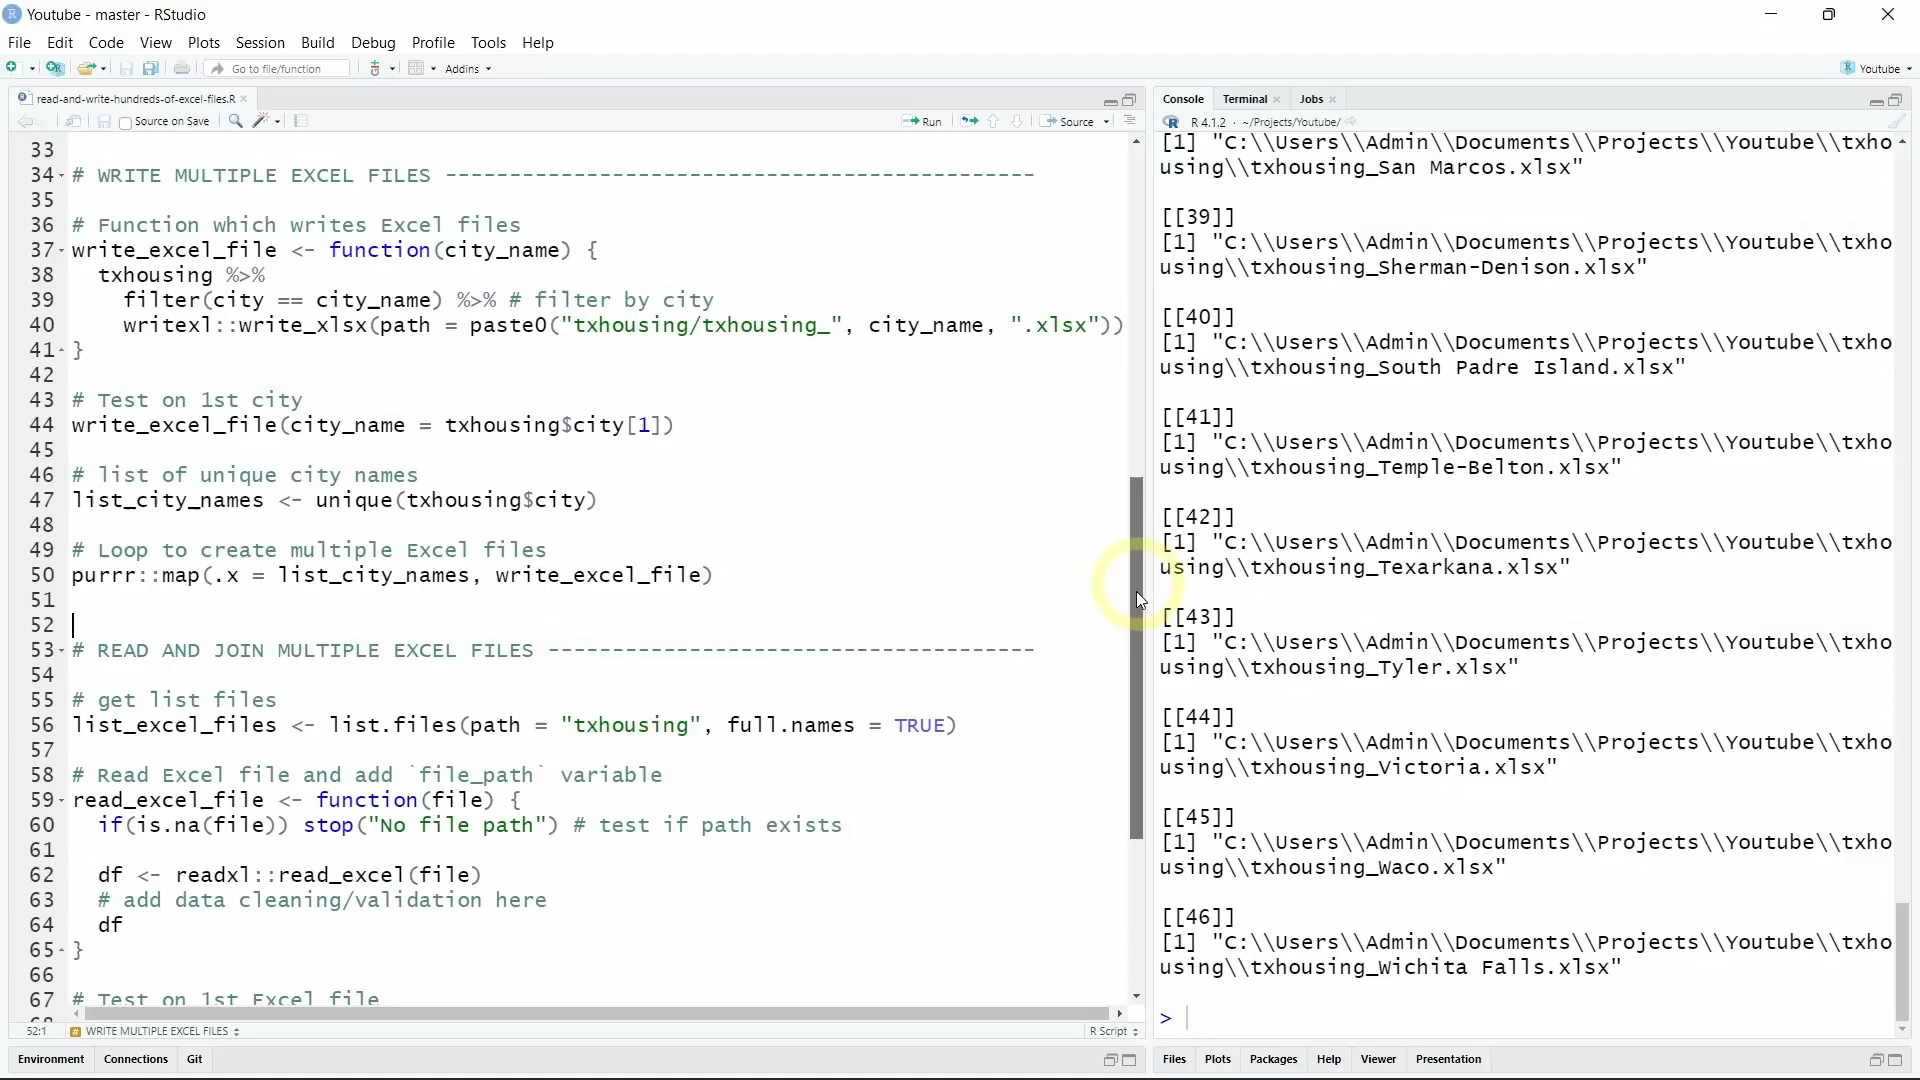 Youtube - master - RStudio
File Edit Code View Plots Session Build Debug Profile Tools Help
Go to file/function Addins Youtube
read-and-write-hundreds-of-excel-files.R
Source on Save Run Source
33
34 # WRITE MULTIPLE EXCEL FILES ----------------------------------------------
35
36 # Function which writes Excel files
37 write_excel_file <- function(city_name) {
38   txhousing %>%
39     filter(city == city_name) %>% # filter by city
40     writexl::write_xlsx(path = paste0("txhousing/txhousing_", city_name, ".xlsx"))
41 }
42
43 # Test on 1st city
44 write_excel_file(city_name = txhousing$city[1])
45
46 # list of unique city names
47 list_city_names <- unique(txhousing$city)
48
49 # Loop to create multiple Excel files
50 purrr::map(.x = list_city_names, write_excel_file)
51
52
53 # READ AND JOIN MULTIPLE EXCEL FILES --------------------------------------
54
55 # get list files
56 list_excel_files <- list.files(path = "txhousing", full.names = TRUE)
57
58 # Read Excel file and add `file_path` variable
59 read_excel_file <- function(file) {
60   if(is.na(file)) stop("No file path") # test if path exists
61
62   df <- readxl::read_excel(file)
63   # add data cleaning/validation here
64   df
65 }
66
67 # Test on 1st Excel file
68
52:1 # WRITE MULTIPLE EXCEL FILES R Script
Environment Connections Git
Console Terminal Jobs
R 4.1.2 · ~/Projects/Youtube/
[1] "C:\\Users\\Admin\\Documents\\Projects\\Youtube\\txho
using\\txhousing_San Marcos.xlsx"
[[39]]
[1] "C:\\Users\\Admin\\Documents\\Projects\\Youtube\\txho
using\\txhousing_Sherman-Denison.xlsx"
[[40]]
[1] "C:\\Users\\Admin\\Documents\\Projects\\Youtube\\txho
using\\txhousing_South Padre Island.xlsx"
[[41]]
[1] "C:\\Users\\Admin\\Documents\\Projects\\Youtube\\txho
using\\txhousing_Temple-Belton.xlsx"
[[42]]
[1] "C:\\Users\\Admin\\Documents\\Projects\\Youtube\\txho
using\\txhousing_Texarkana.xlsx"
[[43]]
[1] "C:\\Users\\Admin\\Documents\\Projects\\Youtube\\txho
using\\txhousing_Tyler.xlsx"
[[44]]
[1] "C:\\Users\\Admin\\Documents\\Projects\\Youtube\\txho
using\\txhousing_Victoria.xlsx"
[[45]]
[1] "C:\\Users\\Admin\\Documents\\Projects\\Youtube\\txho
using\\txhousing_Waco.xlsx"
[[46]]
[1] "C:\\Users\\Admin\\Documents\\Projects\\Youtube\\txho
using\\txhousing_Wichita Falls.xlsx"
>
Files Plots Packages Help Viewer Presentation